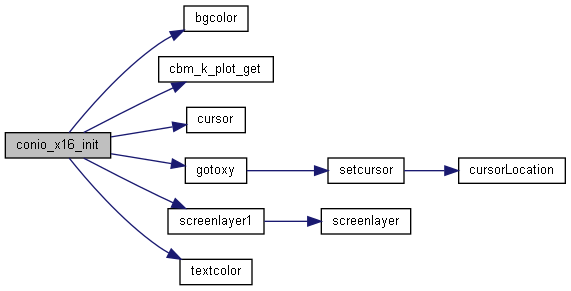 bgcolor
cbm_k_plot_get
cursor
conio_x16_init
gotoxy
setcursor
cursorLocation
screenlayer1
screenlayer
textcolor